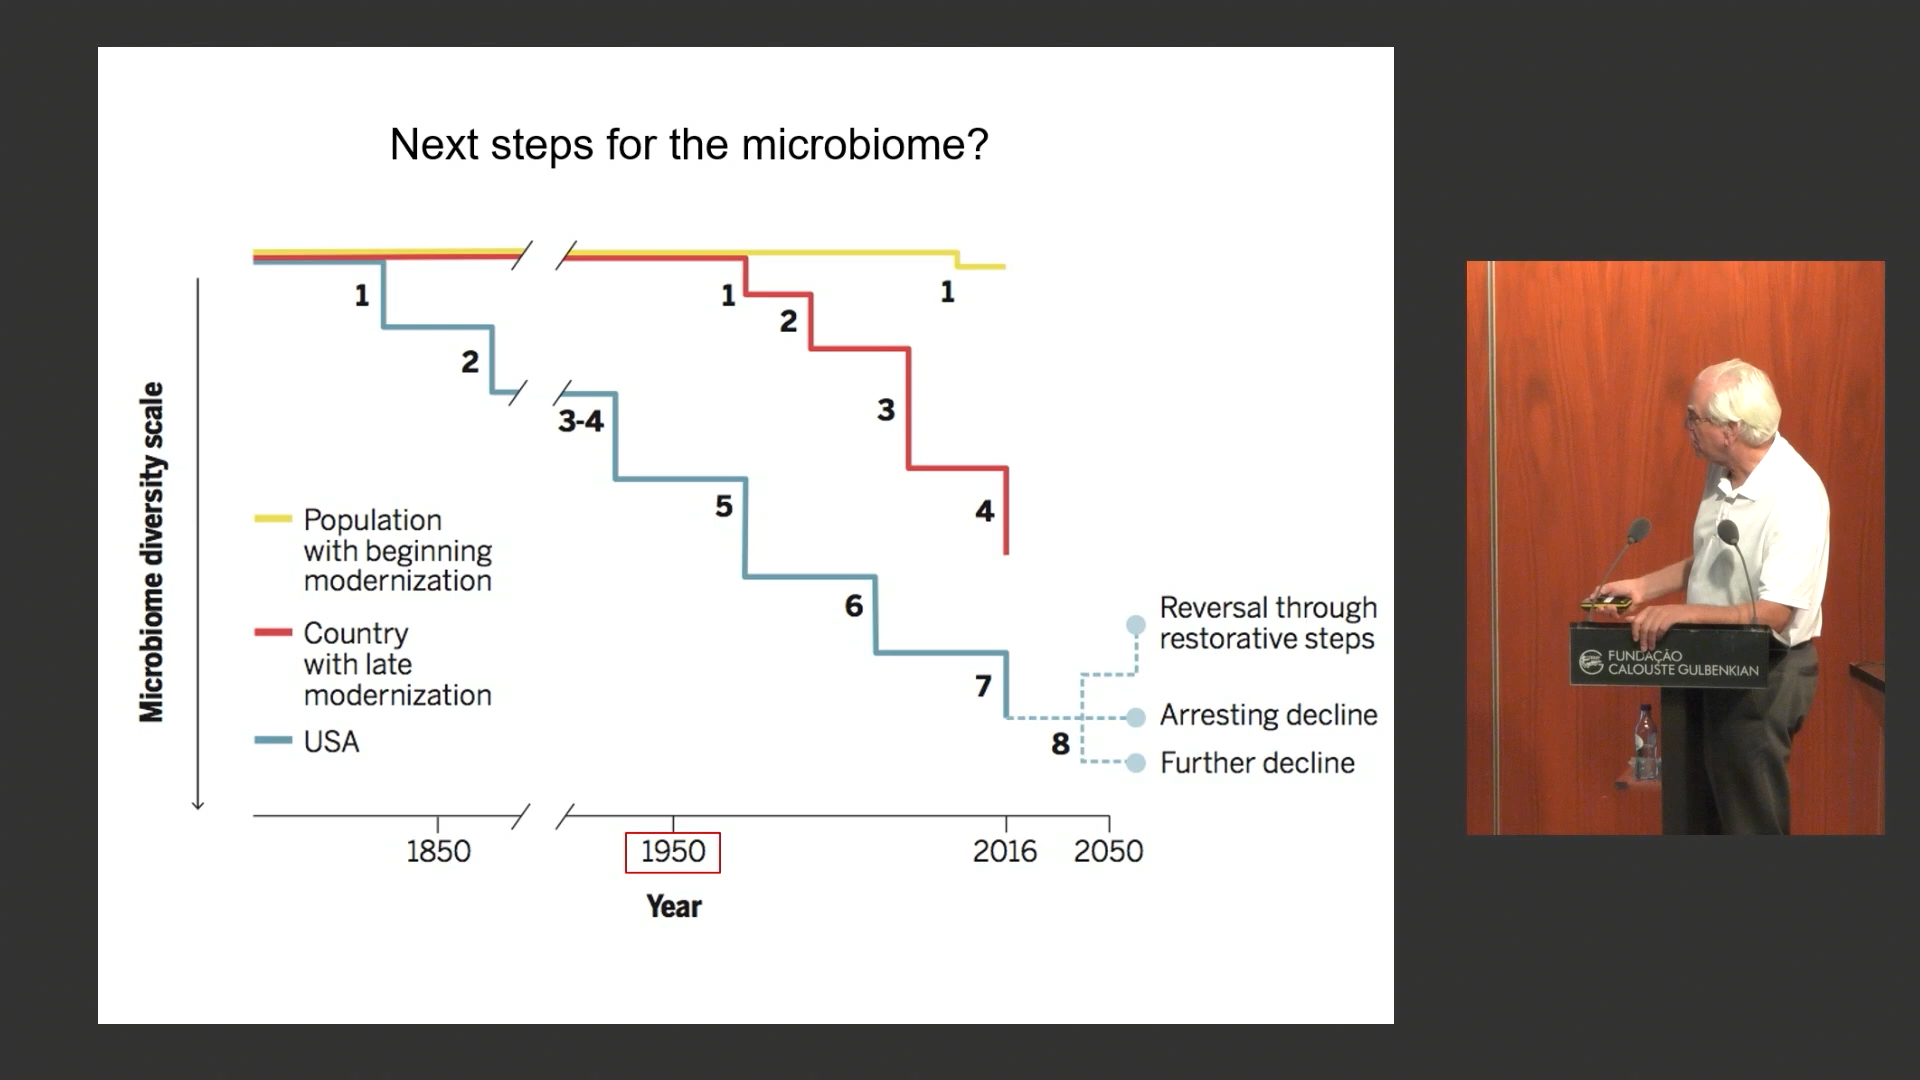 Next steps for the microbiome?
1
1
1
2
2
3-4
3
5
4
6
7
8
Microbiome diversity scale
Population
with beginning
modernization
Country
with late
modernization
USA
Reversal through
restorative steps
Arresting decline
Further decline
1850
1950
2016
2050
Year
FUNDAÇÃO
CALOUSTE GULBENKIAN